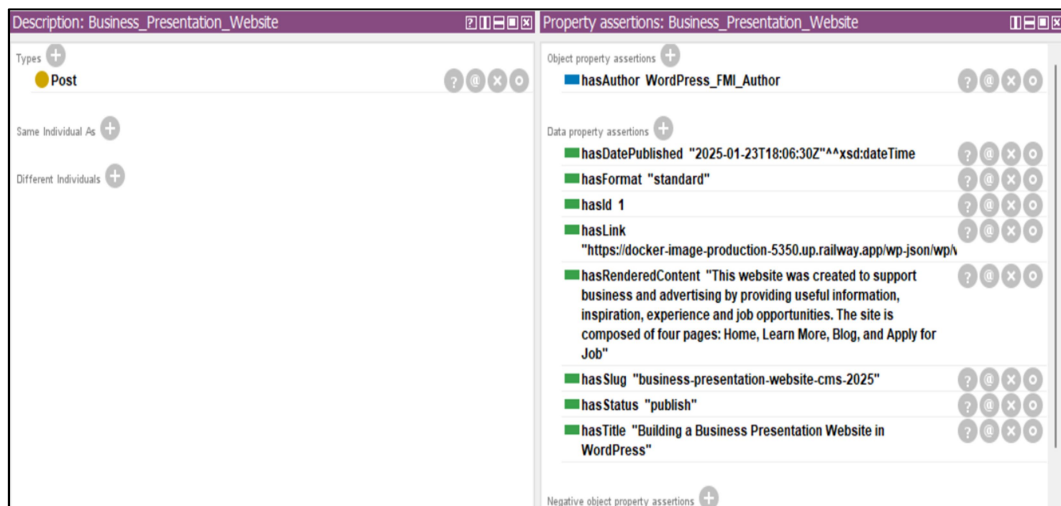 Description: Business_Presentation_Website
Types
Post
Same Individual As
Different Individuals
Property assertions: Business_Presentation_Website
Object property assertions
hasAuthor WordPress_FMI_Author
Data property assertions
hasDatePublished "2025-01-23T18:06:30Z"^^xsd:dateTime
hasFormat "standard"
hasId 1
hasLink
"https://docker-image-production-5350.up.railway.app/wp-json/wp/v
hasRenderedContent "This website was created to support
business and advertising by providing useful information,
inspiration, experience and job opportunities. The site is
composed of four pages: Home, Learn More, Blog, and Apply for
Job"
hasSlug "business-presentation-website-cms-2025"
hasStatus "publish"
hasTitle "Building a Business Presentation Website in
WordPress"
Negative object property assertions